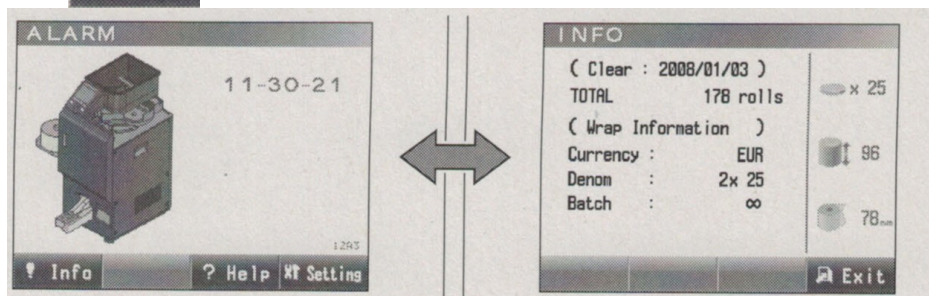 ALARM
11-30-21
12A3
! Info
? Help
Setting
INFO
( Clear : 2008/01/03 )
TOTAL 178 rolls
( Wrap Information )
Currency : EUR
Denom : 2x 25
Batch : ∞
x 25
96
78mm
Exit